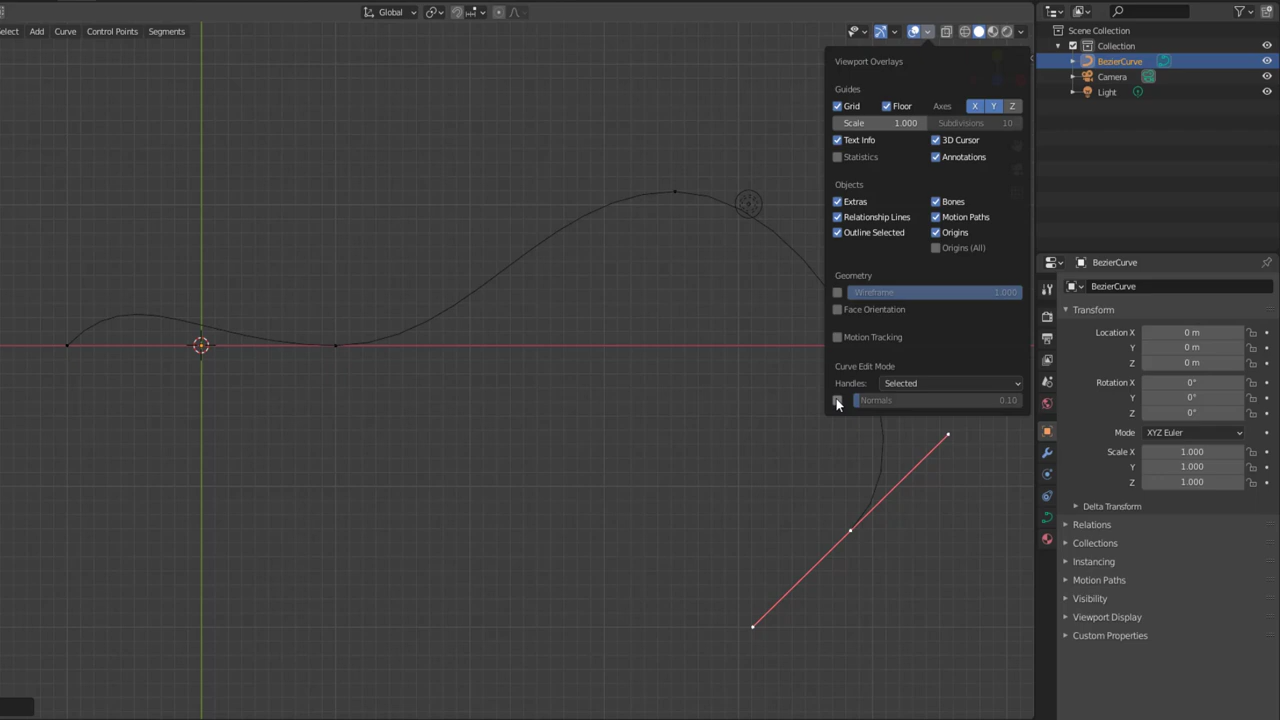 elect Add Curve Control Points Segments
Global
Viewport Overlays
Guides
Grid Floor Axes X Y Z
Scale 1.000 Subdivisions 10
Text Info 3D Cursor
Statistics Annotations
Objects
Extras Bones
Relationship Lines Motion Paths
Outline Selected Origins
Origins (All)
Geometry
Wireframe 1.000
Face Orientation
Motion Tracking
Curve Edit Mode
Handles: Selected
Normals 0.10
Scene Collection
Collection
BezierCurve
Camera
Light
BezierCurve
BezierCurve
Transform
Location X 0 m
Y 0 m
Z 0 m
Rotation X 0°
Y 0°
Z 0°
Mode XYZ Euler
Scale X 1.000
Y 1.000
Z 1.000
Delta Transform
Relations
Collections
Instancing
Motion Paths
Visibility
Viewport Display
Custom Properties